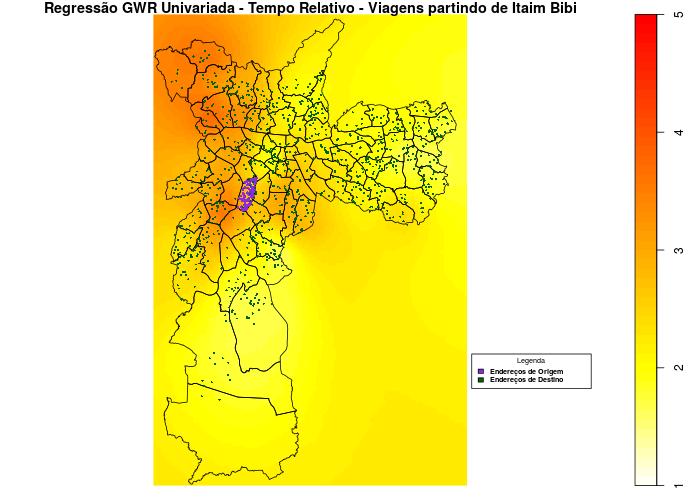 Regressão GWR Univariada - Tempo Relativo - Viagens partindo de Itaim Bibi
5
4
3
2
1
Legenda
Endereços de Origem
Endereços de Destino